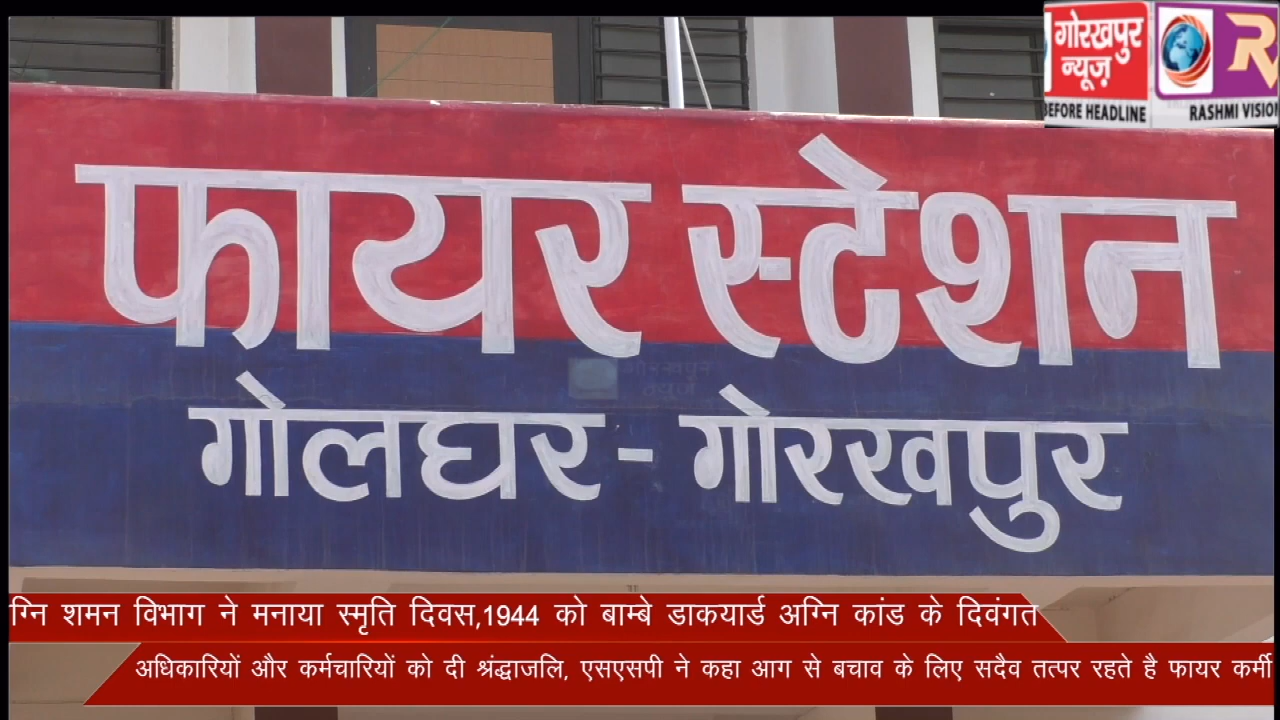 गोरखपुर
न्यूज़
BEFORE HEADLINE
R
RASHMI VISION
फायर स्टेशन
गोलघर - गोरखपुर
ग्नि शमन विभाग ने मनाया स्मृति दिवस,1944 को बाम्बे डाकयार्ड अग्नि कांड के दिवंगत
अधिकारियों और कर्मचारियों को दी श्रंद्धाजलि, एसएसपी ने कहा आग से बचाव के लिए सदैव तत्पर रहते है फायर कर्मी